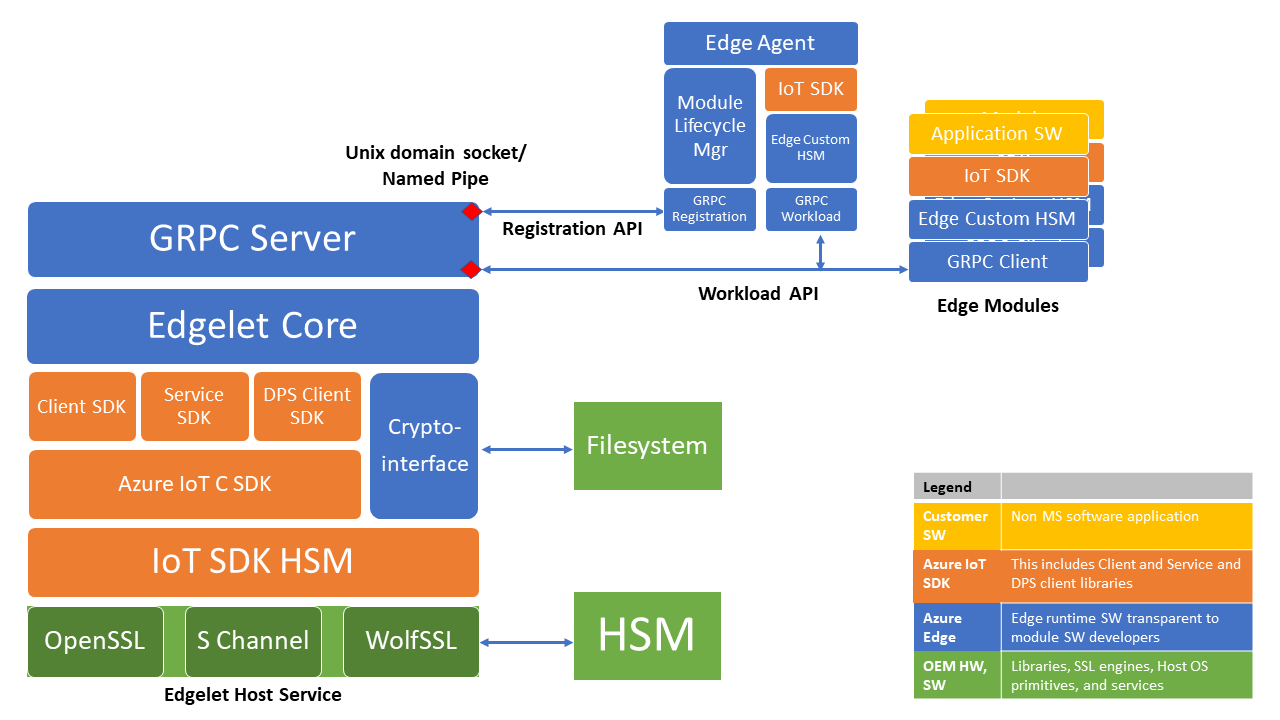 Edge Agent
Module
Lifecycle
Mgr
IoT SDK
Edge Custom
HSM
GRPC
Registration
GRPC
Workload
Application SW
IoT SDK
Edge Custom HSM
GRPC Client
Edge Modules
Unix domain socket/
Named Pipe
Registration API
Workload API
GRPC Server
Edgelet Core
Client SDK
Service
SDK
DPS Client
SDK
Crypto-
interface
Azure IoT C SDK
IoT SDK HSM
OpenSSL
S Channel
WolfSSL
Edgelet Host Service
Filesystem
HSM
Legend
Customer
SW
Non MS software application
Azure IoT
SDK
This includes Client and Service and
DPS client libraries
Azure
Edge
Edge runtime SW transparent to
module SW developers
OEM HW,
SW
Libraries, SSL engines, Host OS
primitives, and services